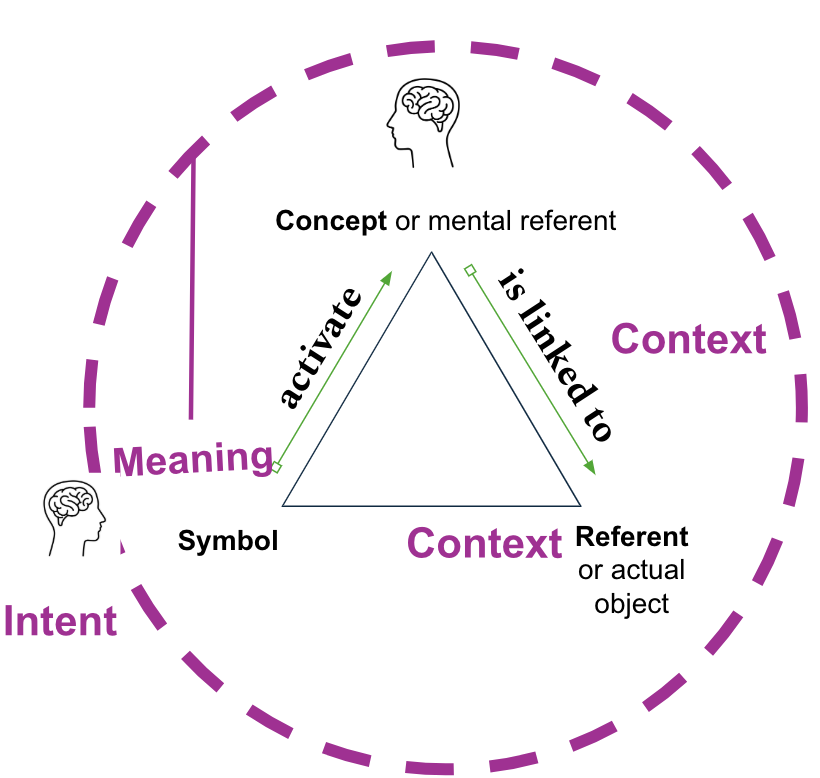 Concept or mental referent
activate
is linked to
Context
Meaning
Symbol
Context
Referent
or actual
object
Intent